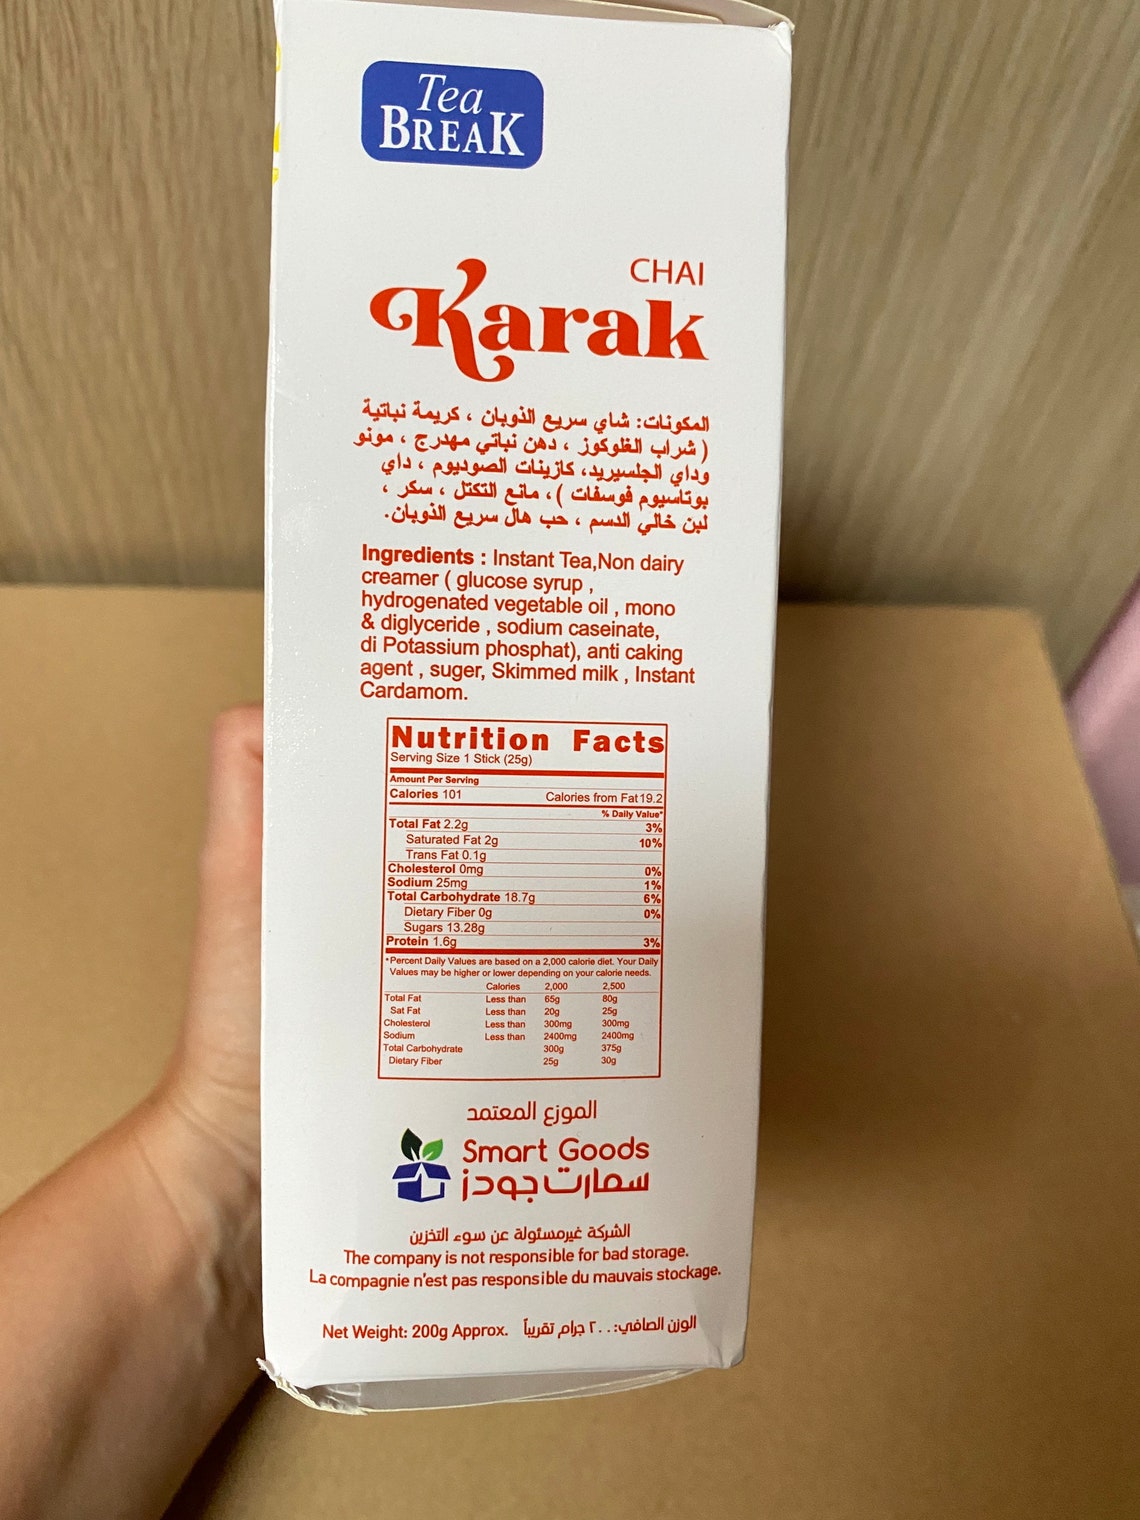 Tea
BREAK
CHAI
Karak
المكونات: شاي سريع الذوبان ، كريمة نباتية
( شراب الغلوكوز ، دهن نباتي مهدرج ، مونو
وداي الجلسيريد، كازينات الصوديوم ، داي
بوتاسيوم فوسفات )، مانع التكتل ، سكر ،
لبن خالي الدسم ، حب هال سريع الذوبان.
Ingredients : Instant Tea,Non dairy
creamer ( glucose syrup ,
hydrogenated vegetable oil , mono
& diglyceride , sodium caseinate,
di Potassium phosphat), anti caking
agent , suger, Skimmed milk , Instant
Cardamom.
Nutrition Facts
Serving Size 1 Stick (25g)
Amount Per Serving
Calories 101 Calories from Fat 19.2
% Daily Value*
Total Fat 2.2g 3%
Saturated Fat 2g 10%
Trans Fat 0.1g
Cholesterol 0mg 0%
Sodium 25mg 1%
Total Carbohydrate 18.7g 6%
Dietary Fiber 0g 0%
Sugars 13.28g
Protein 1.6g 3%
*Percent Daily Values are based on a 2,000 calorie diet. Your Daily
Values may be higher or lower depending on your calorie needs.
Calories 2,000 2,500
Total Fat Less than 65g 80g
Sat Fat Less than 20g 25g
Cholesterol Less than 300mg 300mg
Sodium Less than 2400mg 2400mg
Total Carbohydrate 300g 375g
Dietary Fiber 25g 30g
الموزع المعتمد
Smart Goods
سمارت جودز
الشركة غيرمسئولة عن سوء التخزين
The company is not responsible for bad storage.
La compagnie n'est pas responsible du mauvais stockage.
Net Weight: 200g Approx. الوزن الصافي: ٢٠٠ جرام تقريباً